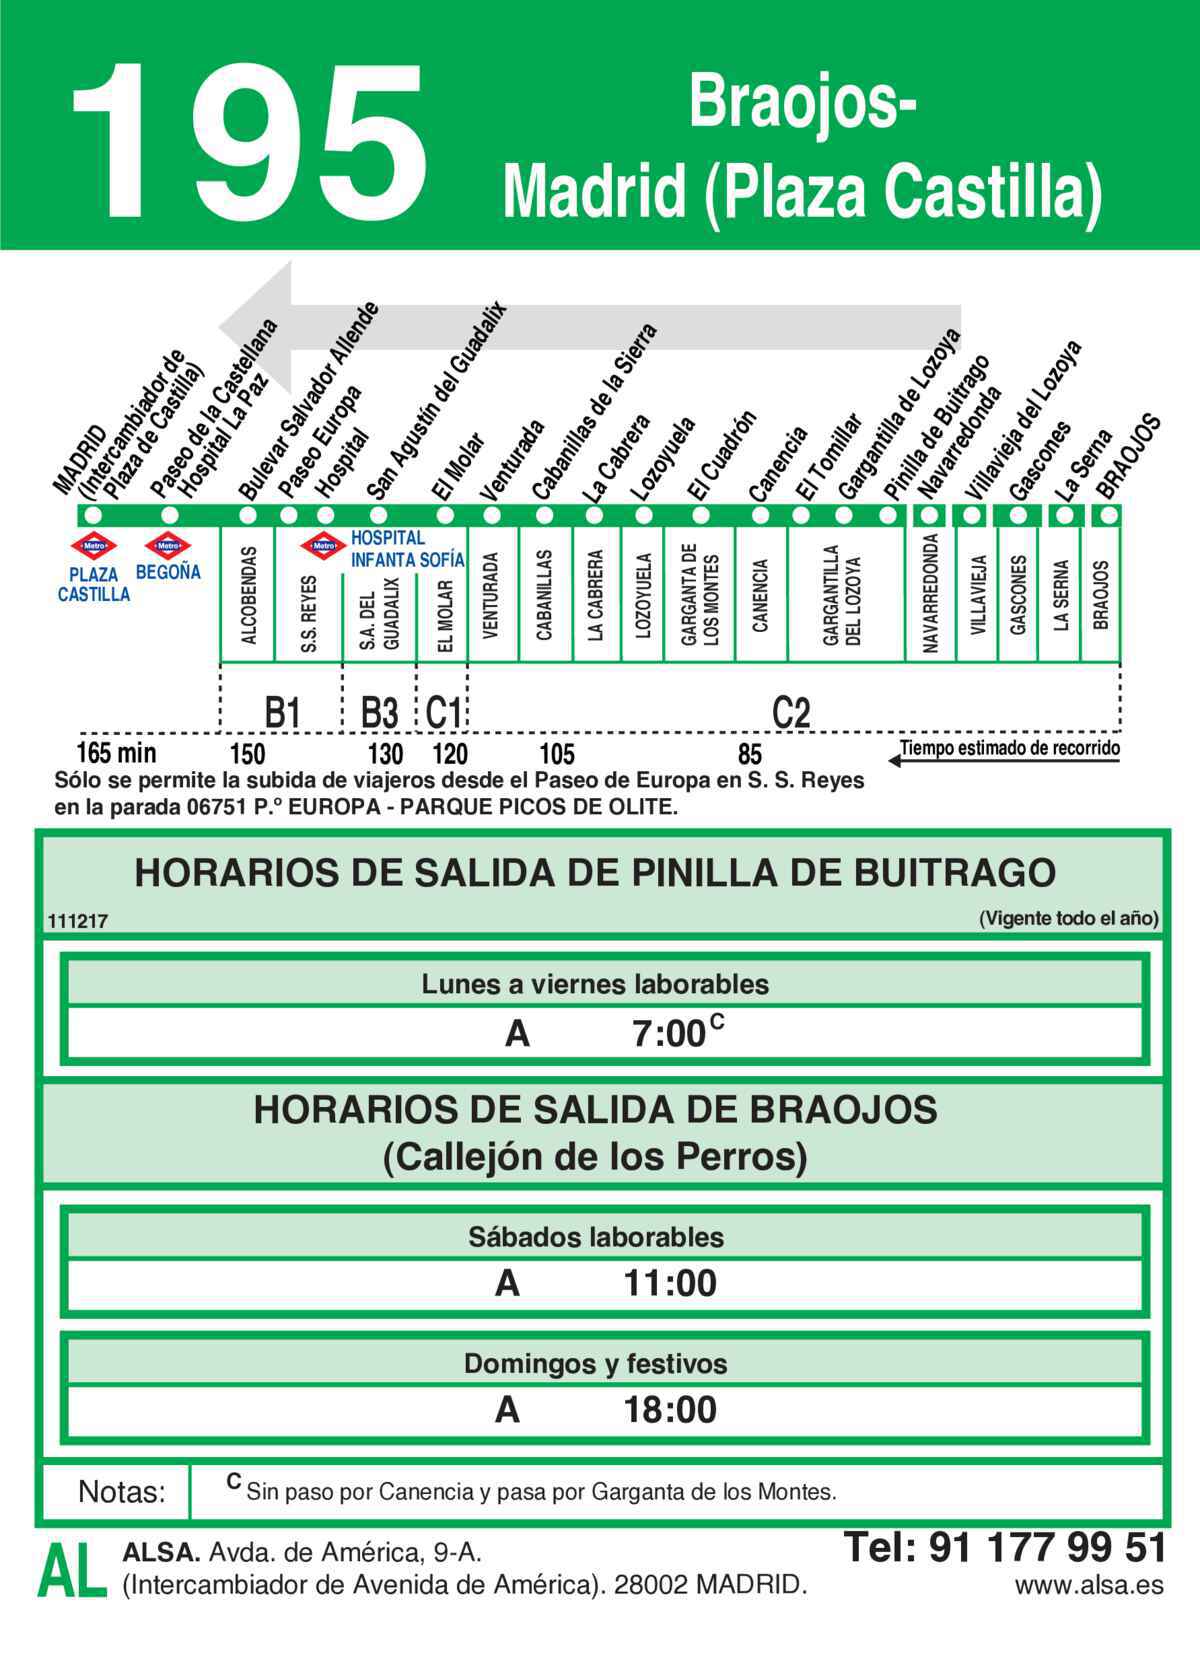 195
Braojos-
Madrid (Plaza Castilla)
MADRID
(Intercambiador de
Plaza de Castilla)
Paseo de la Castellana
Hospital La Paz
Bulevar Salvador Allende
Paseo Europa
Hospital
San Agustín del Guadalix
El Molar
Venturada
Cabanillas de la Sierra
La Cabrera
Lozoyuela
El Cuadrón
Canencia
El Tomillar
Gargantilla de Lozoya
Pinilla de Buitrago
Navarredonda
Villavieja del Lozoya
Gascones
La Serna
BRAOJOS
Metro
Metro
Metro
PLAZA
CASTILLA
BEGOÑA
HOSPITAL
INFANTA SOFÍA
ALCOBENDAS
S.S. REYES
S.A. DEL
GUADALIX
EL MOLAR
VENTURADA
CABANILLAS
LA CABRERA
LOZOYUELA
GARGANTA DE
LOS MONTES
CANENCIA
GARGANTILLA
DEL LOZOYA
NAVARREDONDA
VILLAVIEJA
GASCONES
LA SERNA
BRAOJOS
B1 B3 C1 C2
165 min 150 130 120 105 85 Tiempo estimado de recorrido
Sólo se permite la subida de viajeros desde el Paseo de Europa en S. S. Reyes
en la parada 06751 P.º EUROPA - PARQUE PICOS DE OLITE.
HORARIOS DE SALIDA DE PINILLA DE BUITRAGO
111217 (Vigente todo el año)
Lunes a viernes laborables
A 7:00 C
HORARIOS DE SALIDA DE BRAOJOS
(Callejón de los Perros)
Sábados laborables
A 11:00
Domingos y festivos
A 18:00
Notas: C Sin paso por Canencia y pasa por Garganta de los Montes.
AL
ALSA. Avda. de América, 9-A.
(Intercambiador de Avenida de América). 28002 MADRID.
Tel: 91 177 99 51
www.alsa.es